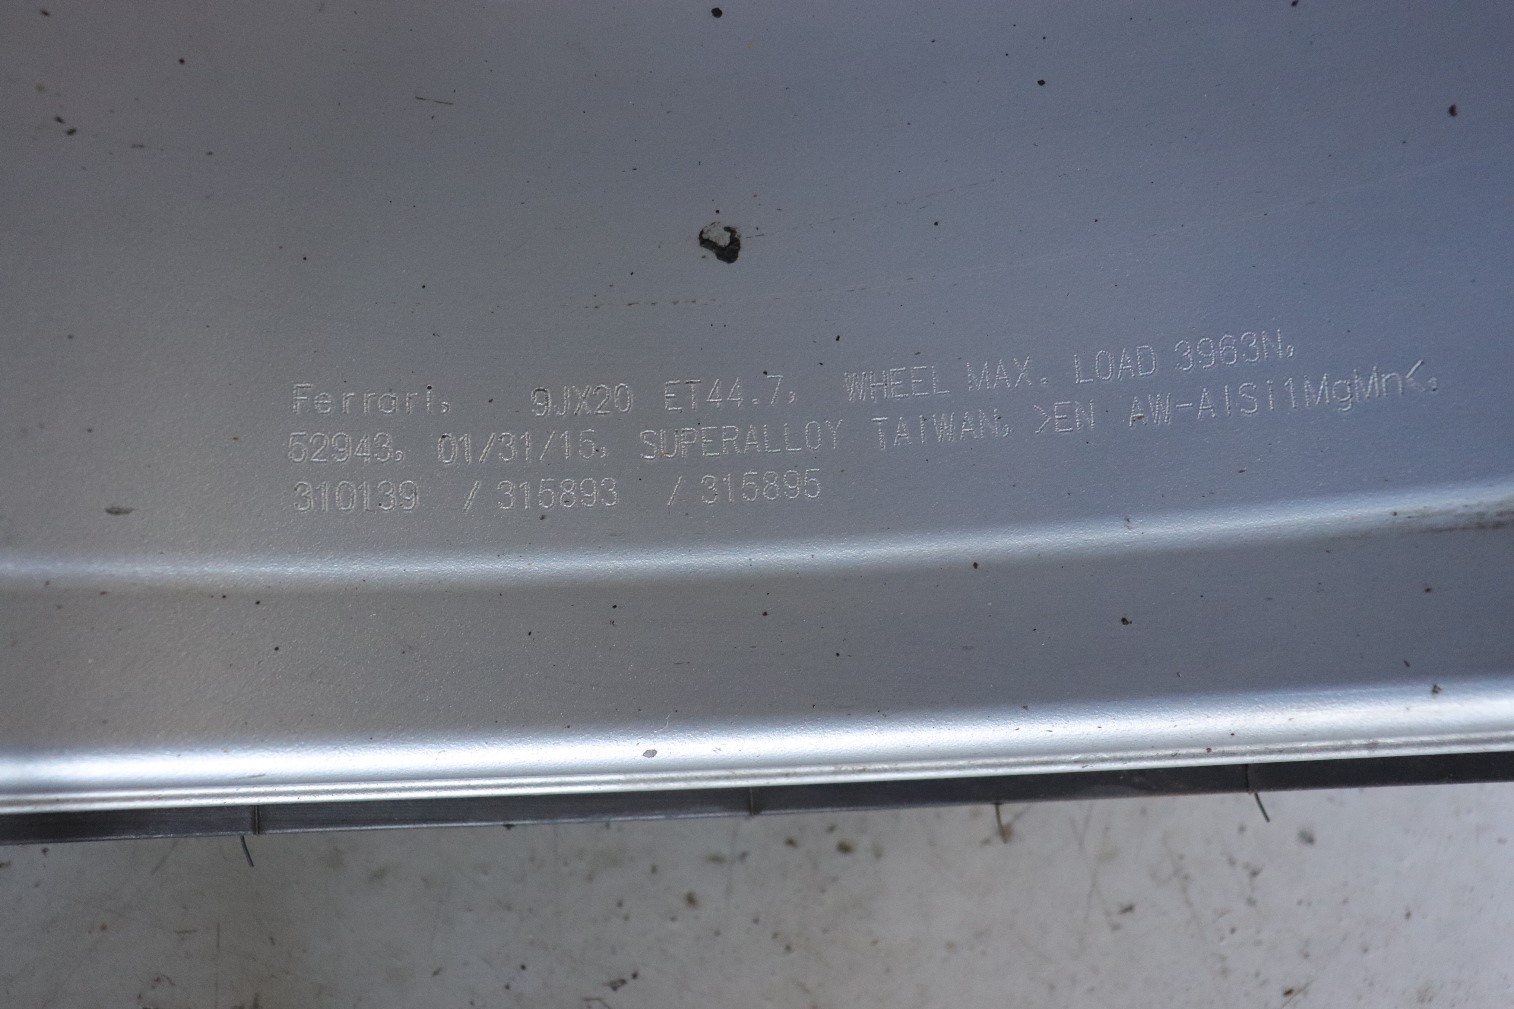 Ferrari, 9JX20 ET44.7, WHEEL MAX. LOAD 3963N,
52943, 01/31/15, SUPERALLOY TAIWAN, >EN AW-AlSi1MgMn<,
310139 / 315893 / 315895